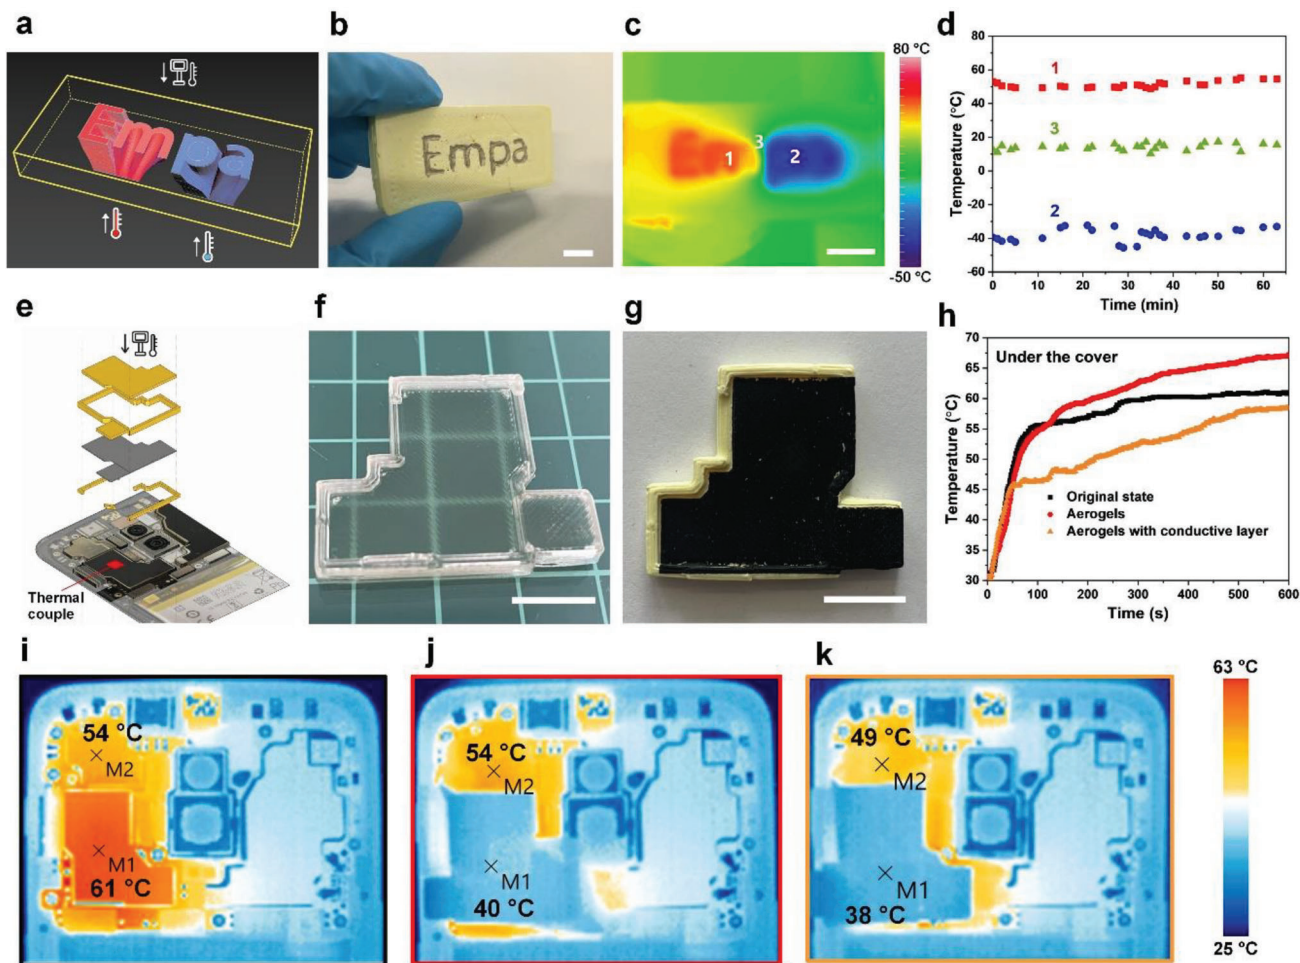 a
b
c
d
Em
pa
Empa
80 °C
-50 °C
1
3
2
Temperature (°C)
80
60
40
20
0
-20
-40
-60
1
3
2
0
10
20
30
40
50
60
Time (min)
e
f
g
h
Thermal
couple
Under the cover
Temperature (°C)
70
65
60
55
50
45
40
35
30
Original state
Aerogels
Aerogels with conductive layer
0
100
200
300
400
500
600
Time (s)
i
j
k
54 °C
M2
M1
61 °C
54 °C
M2
M1
40 °C
49 °C
M2
M1
38 °C
63 °C
25 °C